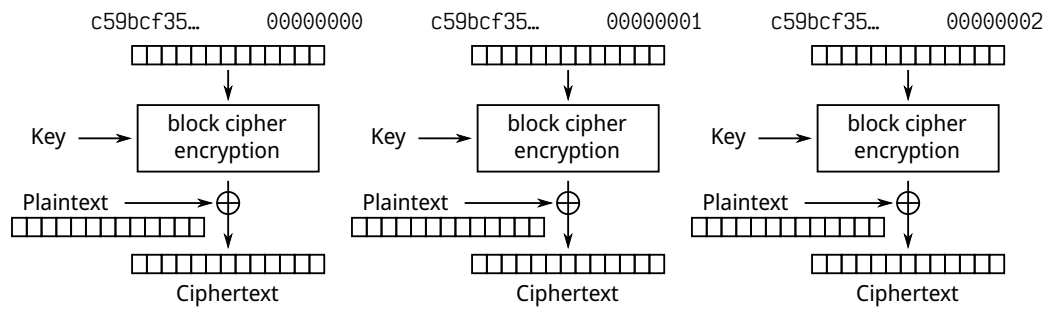 c59bcf35… 00000000 c59bcf35… 00000001 c59bcf35… 00000002
block cipher encryption block cipher encryption block cipher encryption
Key Key Key
Plaintext Plaintext Plaintext
Ciphertext Ciphertext Ciphertext